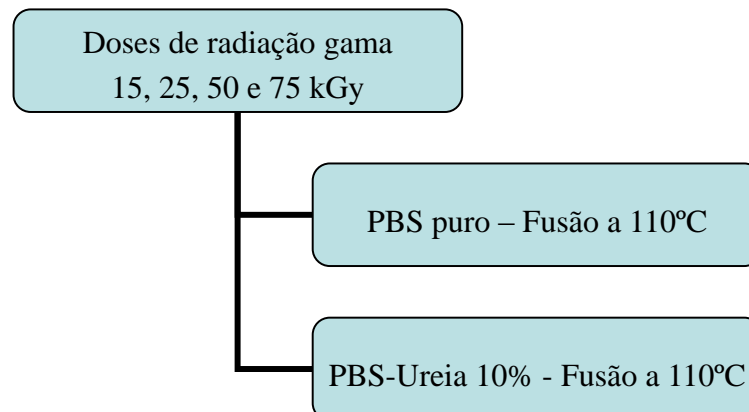 Doses de radiação gama
15, 25, 50 e 75 kGy
PBS puro – Fusão a 110ºC
PBS-Ureia 10% - Fusão a 110ºC